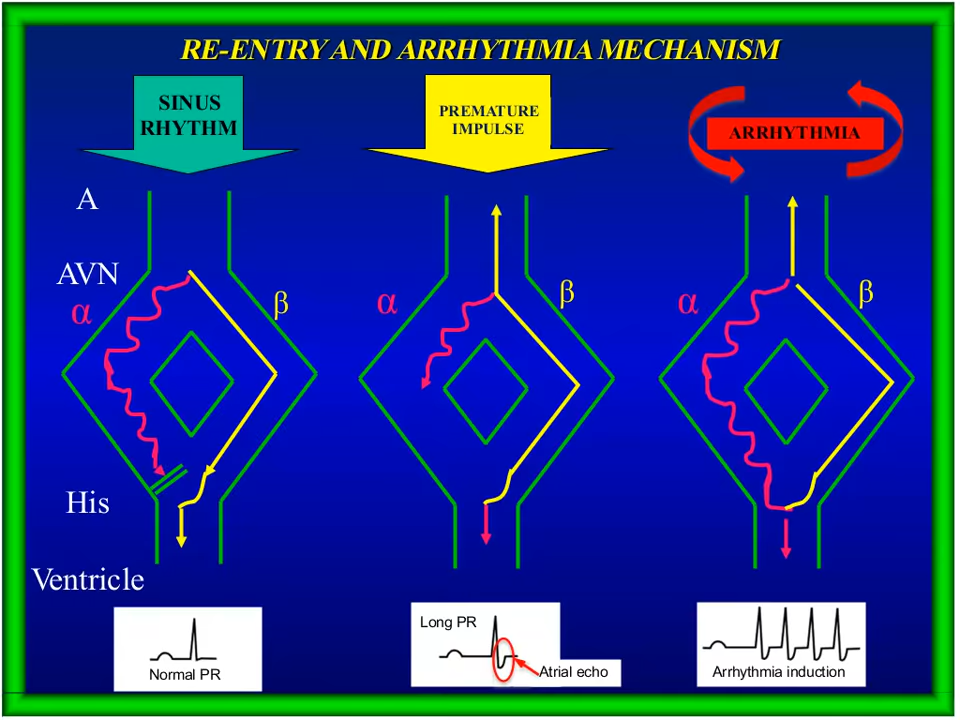 RE-ENTRY AND ARRHYTHMIA MECHANISM
SINUS
RHYTHM
PREMATURE
IMPULSE
ARRHYTHMIA
A
AVN
α
β
α
β
α
β
His
Ventricle
Normal PR
Long PR
Atrial echo
Arrhythmia induction